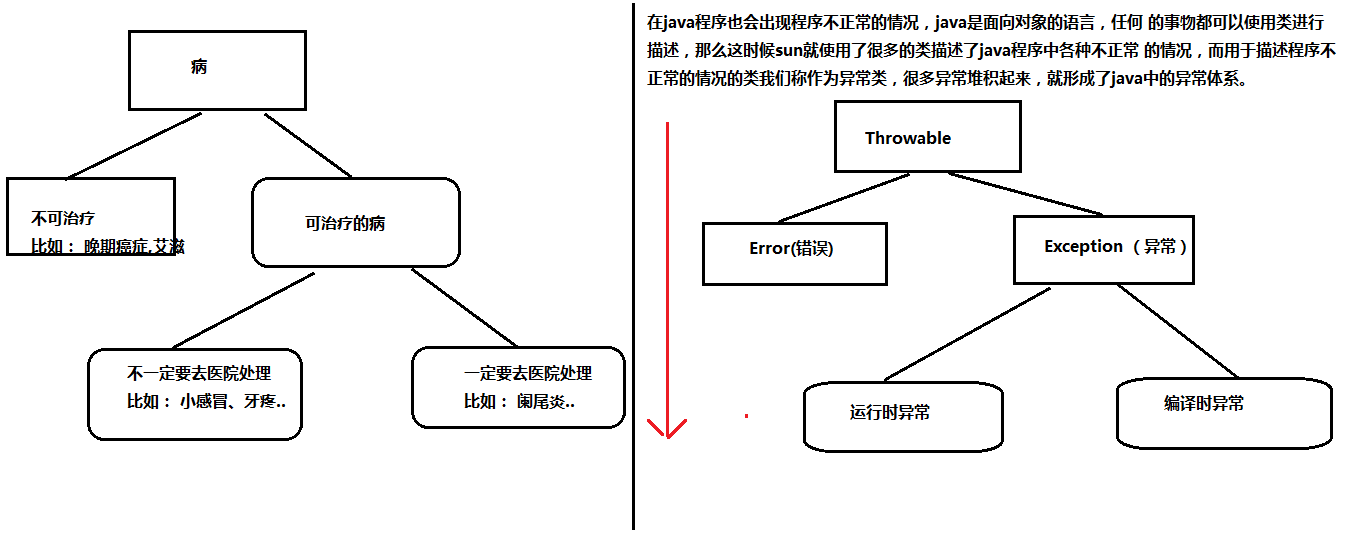 病
不可治疗
比如： 晚期癌症,艾滋
可治疗的病
不一定要去医院处理
比如： 小感冒、牙疼..
一定要去医院处理
比如： 阑尾炎..
在java程序也会出现程序不正常的情况，java是面向对象的语言，任何 的事物都可以使用类进行
描述，那么这时候sun就使用了很多的类描述了java程序中各种不正常 的情况，而用于描述程序不
正常的情况的类我们称作为异常类，很多异常堆积起来，就形成了java中的异常体系。
Throwable
Error(错误)
Exception （异常）
运行时异常
编译时异常